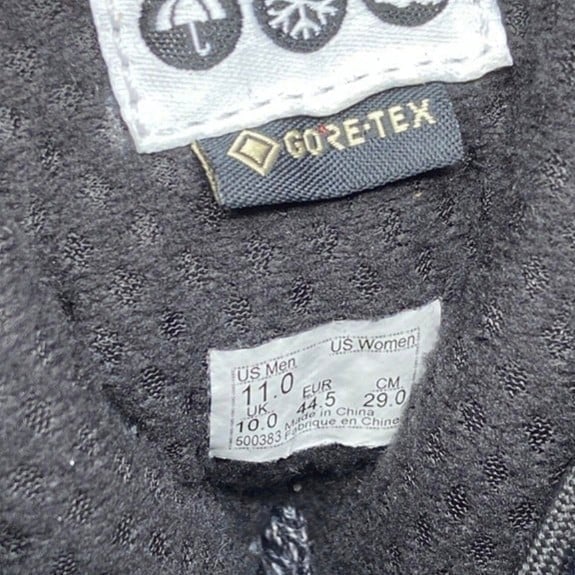 GORE-TEX
US Men US Women
11.0 EUR CM
UK 44.5 29.0
10.0 Made in China
500383 Fabrique en Chine